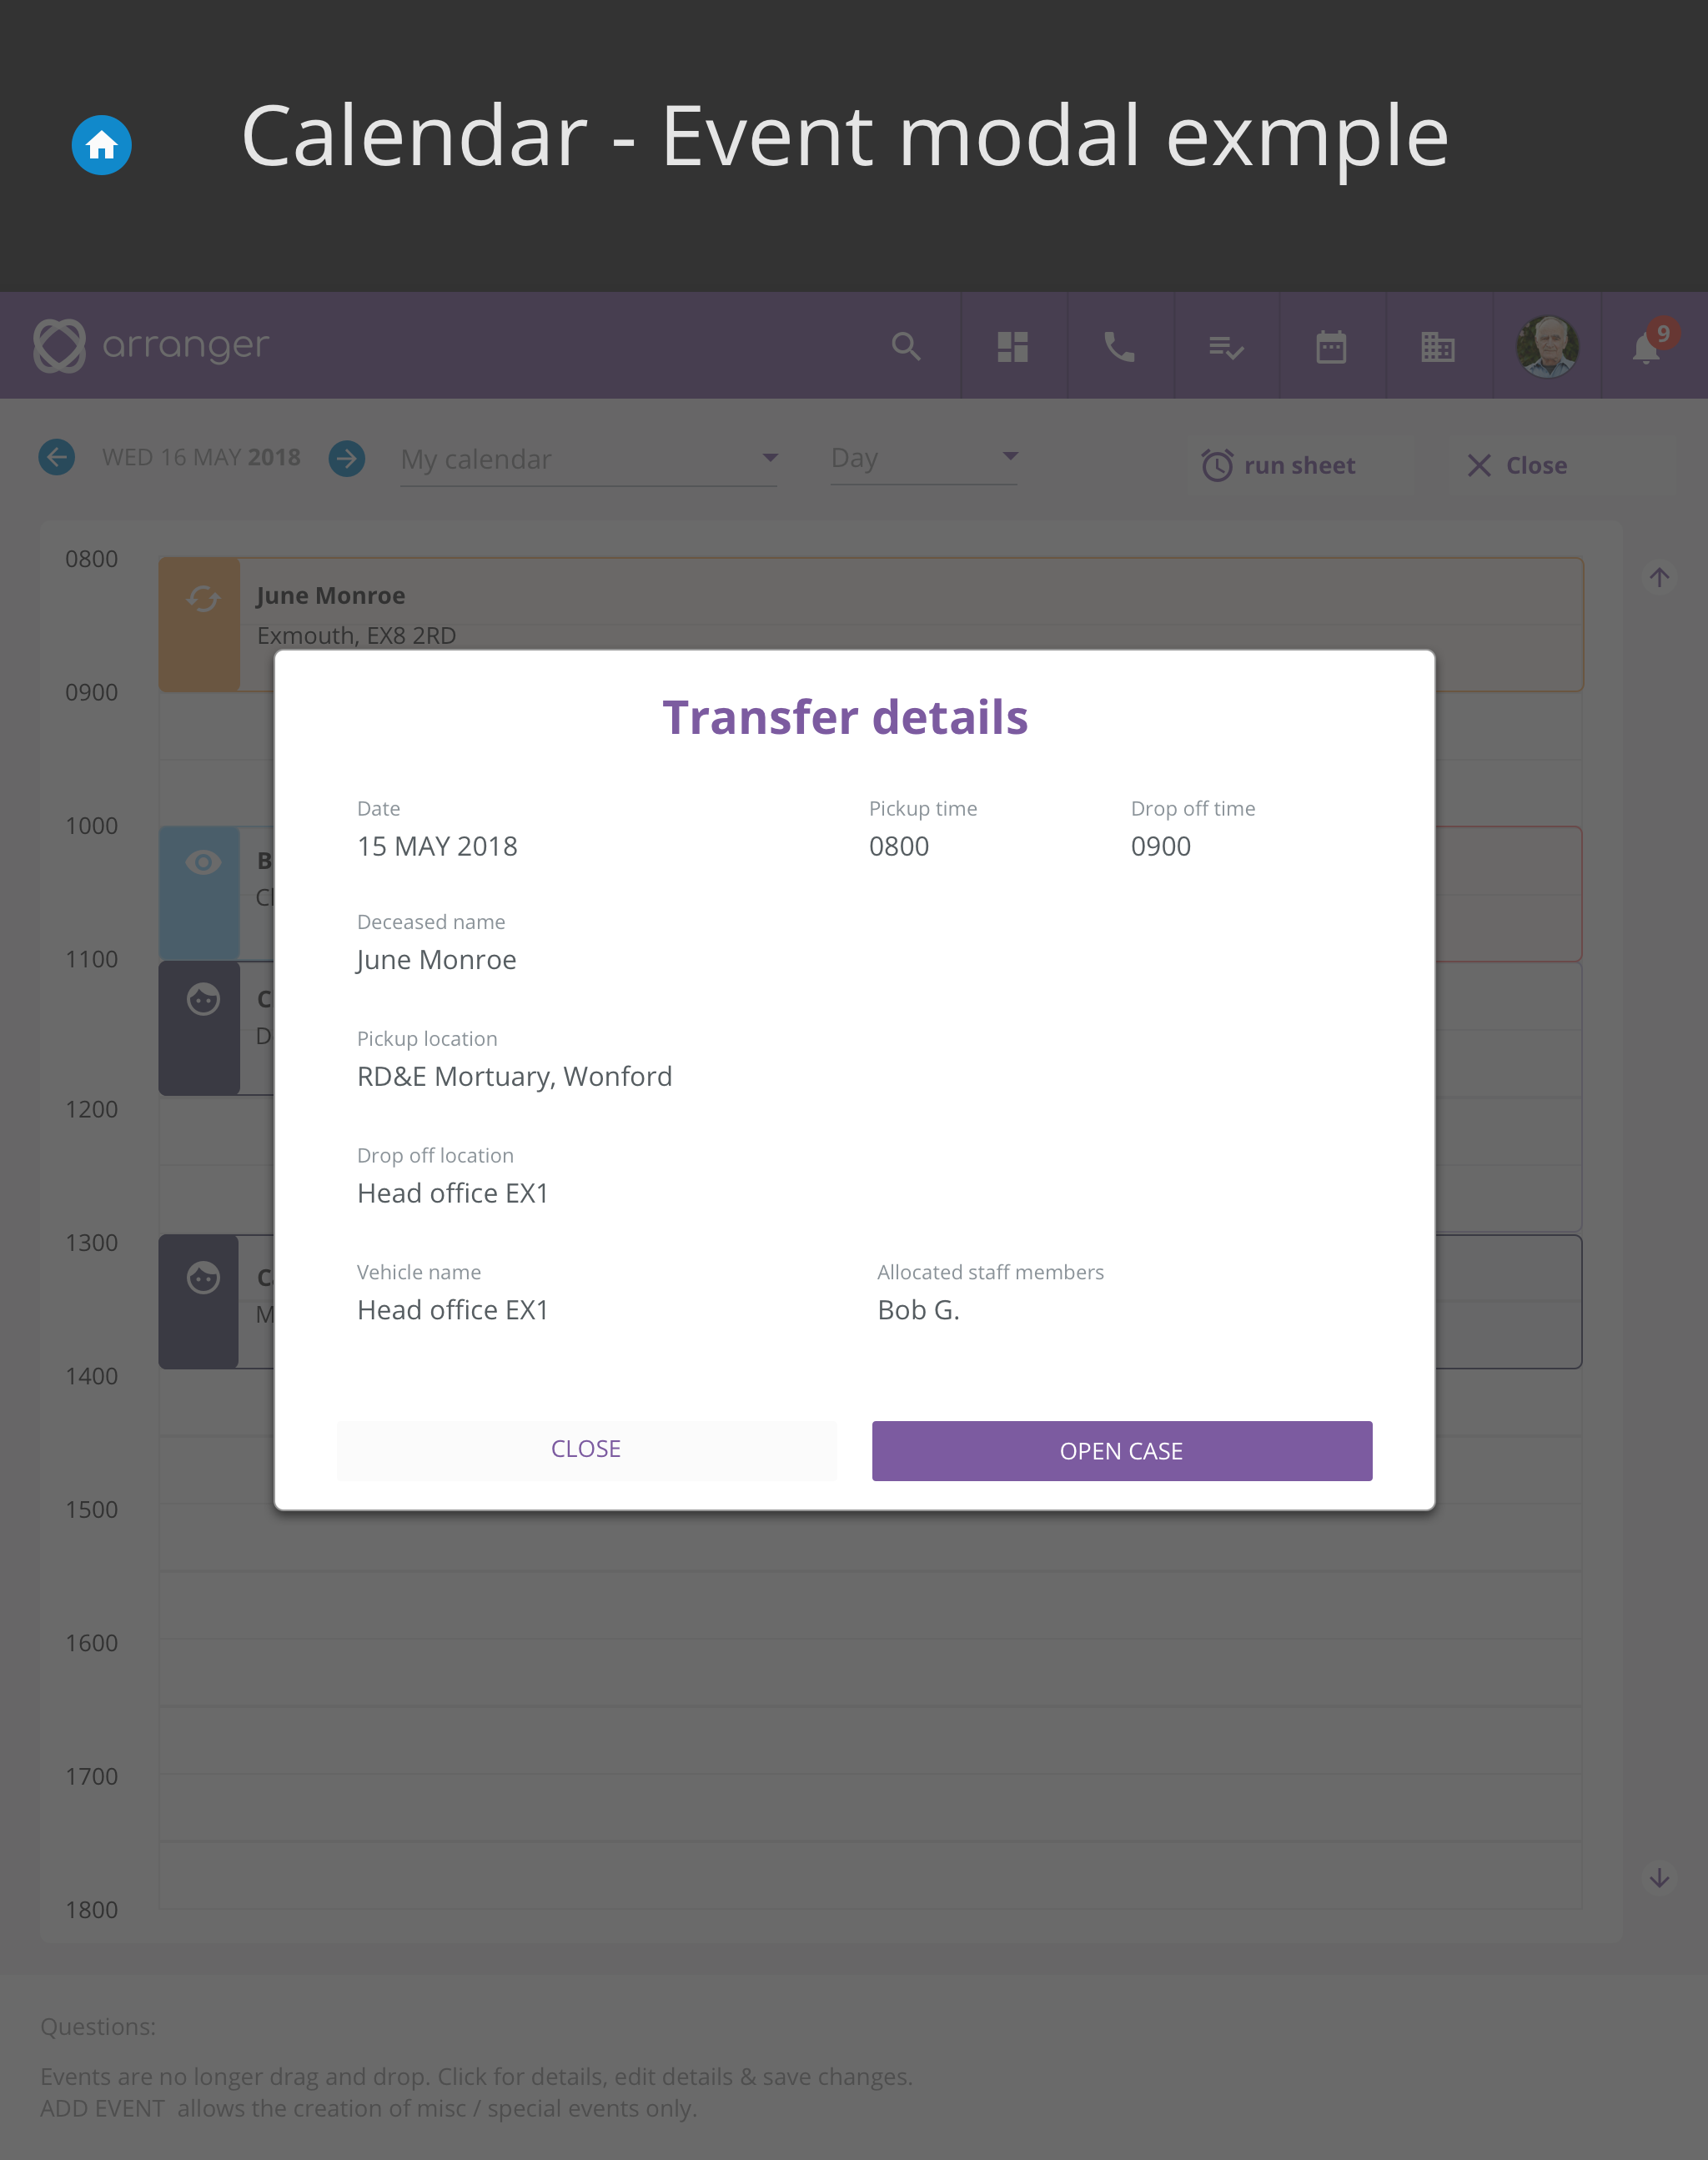 Calendar - Event modal exmple
arranger
9
WED 16 MAY 2018
My calendar
Day
run sheet
Close
0800
June Monroe
Exmouth, EX8 2RD
0900
Transfer details
Date
Pickup time
Drop off time
15 MAY 2018
0800
0900
1000
B
Cl
Deceased name
June Monroe
1100
C
D
Pickup location
RD&E Mortuary, Wonford
1200
Drop off location
Head office EX1
1300
C
M
Vehicle name
Allocated staff members
Head office EX1
Bob G.
1400
CLOSE
OPEN CASE
1500
1600
1700
1800
Questions:
Events are no longer drag and drop. Click for details, edit details & save changes.
ADD EVENT  allows the creation of misc / special events only.